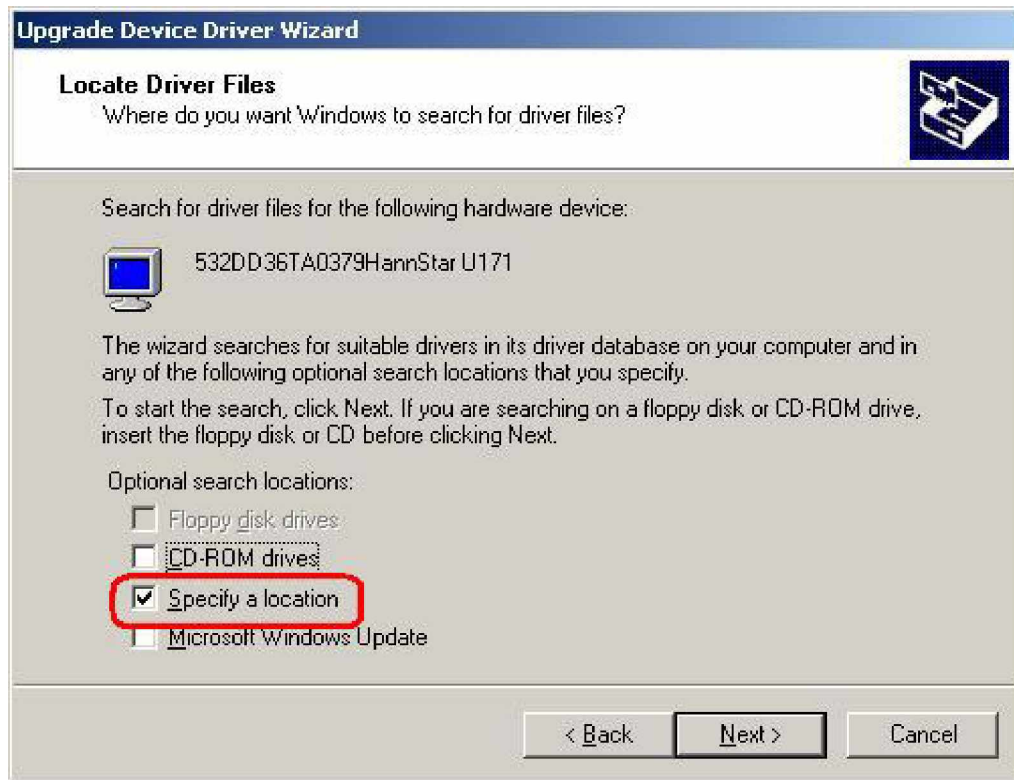 Upgrade Device Driver Wizard
Locate Driver Files
Where do you want Windows to search for driver files?
Search for driver files for the following hardware device:
532DD36TA0379HannStar U171
The wizard searches for suitable drivers in its driver database on your computer and in
any of the following optional search locations that you specify.
To start the search, click Next. If you are searching on a floppy disk or CD-ROM drive,
insert the floppy disk or CD before clicking Next.
Optional search locations:
Floppy disk drives
CD-ROM drives
Specify a location
Microsoft Windows Update
< Back
Next >
Cancel